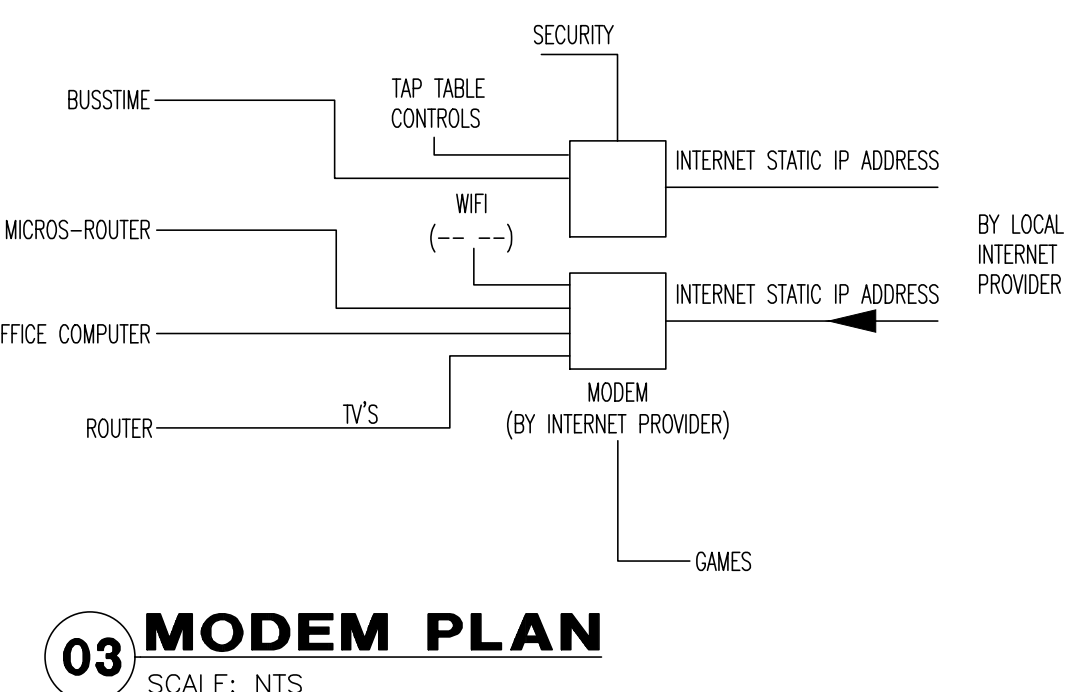 SECURITY
TAP TABLE
CONTROLS
BUSSTIME
INTERNET STATIC IP ADDRESS
WIFI
(-- --)
MICROS-ROUTER
BY LOCAL
INTERNET
PROVIDER
INTERNET STATIC IP ADDRESS
FFICE COMPUTER
MODEM
(BY INTERNET PROVIDER)
TV'S
ROUTER
GAMES
03 MODEM PLAN
SCALE: NTS